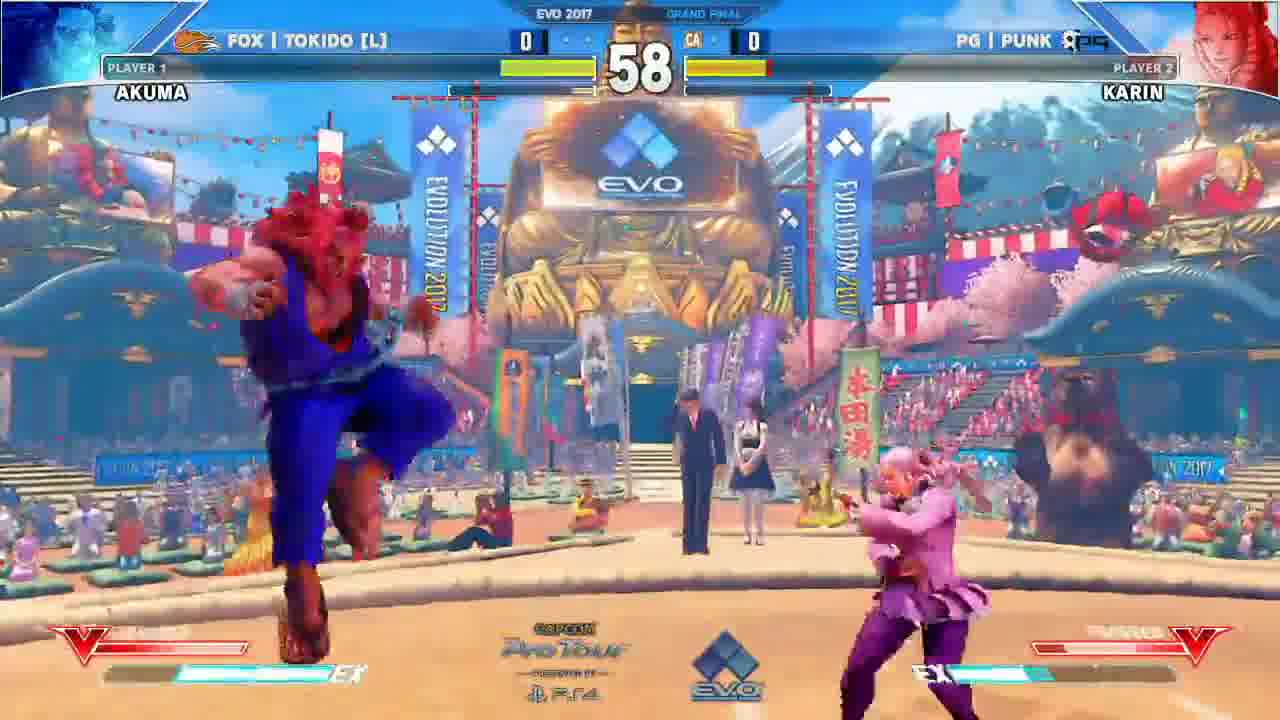 EVO 2017
GRAND FINAL
FOX | TOKIDO [L]
0
58
CA
0
PG | PUNK
PLAYER 1
PLAYER 2
AKUMA
KARIN
EVO
EVOLUTION 2017
EVOLUTION 2017
2017
EX
EX
CAPCOM
Pro Tour
PS4
EVO